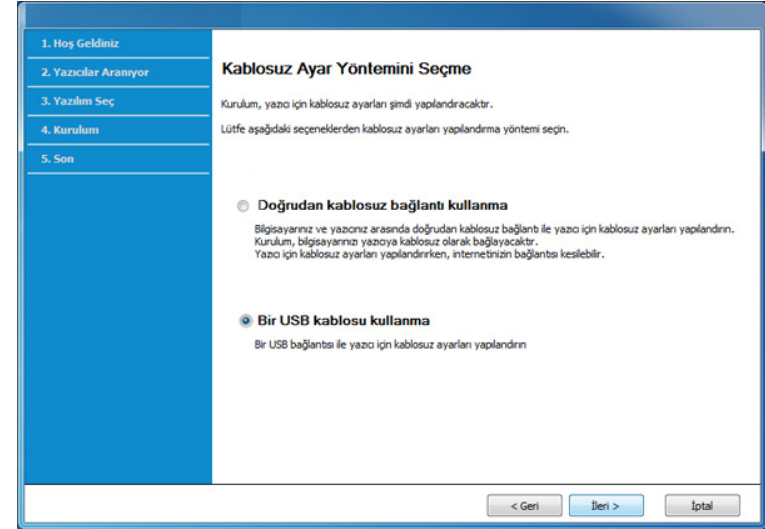 1. Hoş Geldiniz
2. Yazıcılar Aranıyor
3. Yazılım Seç
4. Kurulum
5. Son
Kablosuz Ayar Yöntemini Seçme
Kurulum, yazıcı için kablosuz ayarları şimdi yapılandıracaktır.
Lütfe aşağıdaki seçeneklerden kablosuz ayarları yapılandırma yöntemi seçin.
Doğrudan kablosuz bağlantı kullanma
Bilgisayarınız ve yazıcınız arasında doğrudan kablosuz bağlantı ile yazıcı için kablosuz ayarları yapılandırın.
Kurulum, bilgisayarınızı yazıcıya kablosuz olarak bağlayacaktır.
Yazıcı için kablosuz ayarları yapılandırırken, internetinizin bağlantısı kesilebilir.
Bir USB kablosu kullanma
Bir USB bağlantısı ile yazıcı için kablosuz ayarları yapılandırın
< Geri İleri > İptal